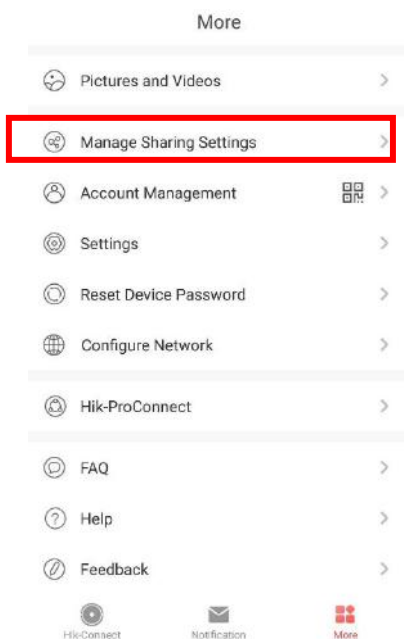 More
Pictures and Videos
Manage Sharing Settings
Account Management
Settings
Reset Device Password
Configure Network
Hik-ProConnect
FAQ
Help
Feedback
Hik-Connect Notification More